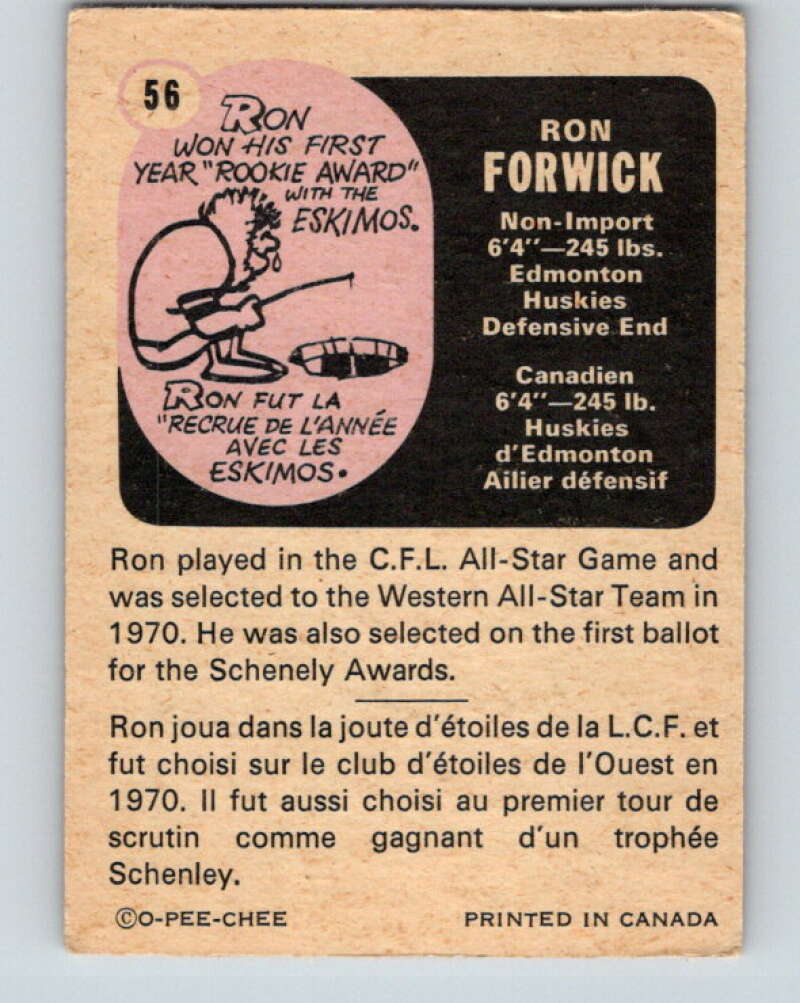 56
RON
WON HIS FIRST
YEAR "ROOKIE AWARD"
WITH THE
ESKIMOS.
RON FUT LA
"RECRUE DE L'ANNÉE
AVEC LES
ESKIMOS.
RON
FORWICK
Non-Import
6'4"—245 lbs.
Edmonton
Huskies
Defensive End
Canadien
6'4"—245 lb.
Huskies
d'Edmonton
Ailier défensif
Ron played in the C.F.L. All-Star Game and
was selected to the Western All-Star Team in
1970. He was also selected on the first ballot
for the Schenely Awards.
Ron joua dans la joute d'étoiles de la L.C.F. et
fut choisi sur le club d'étoiles de l'Ouest en
1970. Il fut aussi choisi au premier tour de
scrutin comme gagnant d'un trophée
Schenley.
©O-PEE-CHEE PRINTED IN CANADA